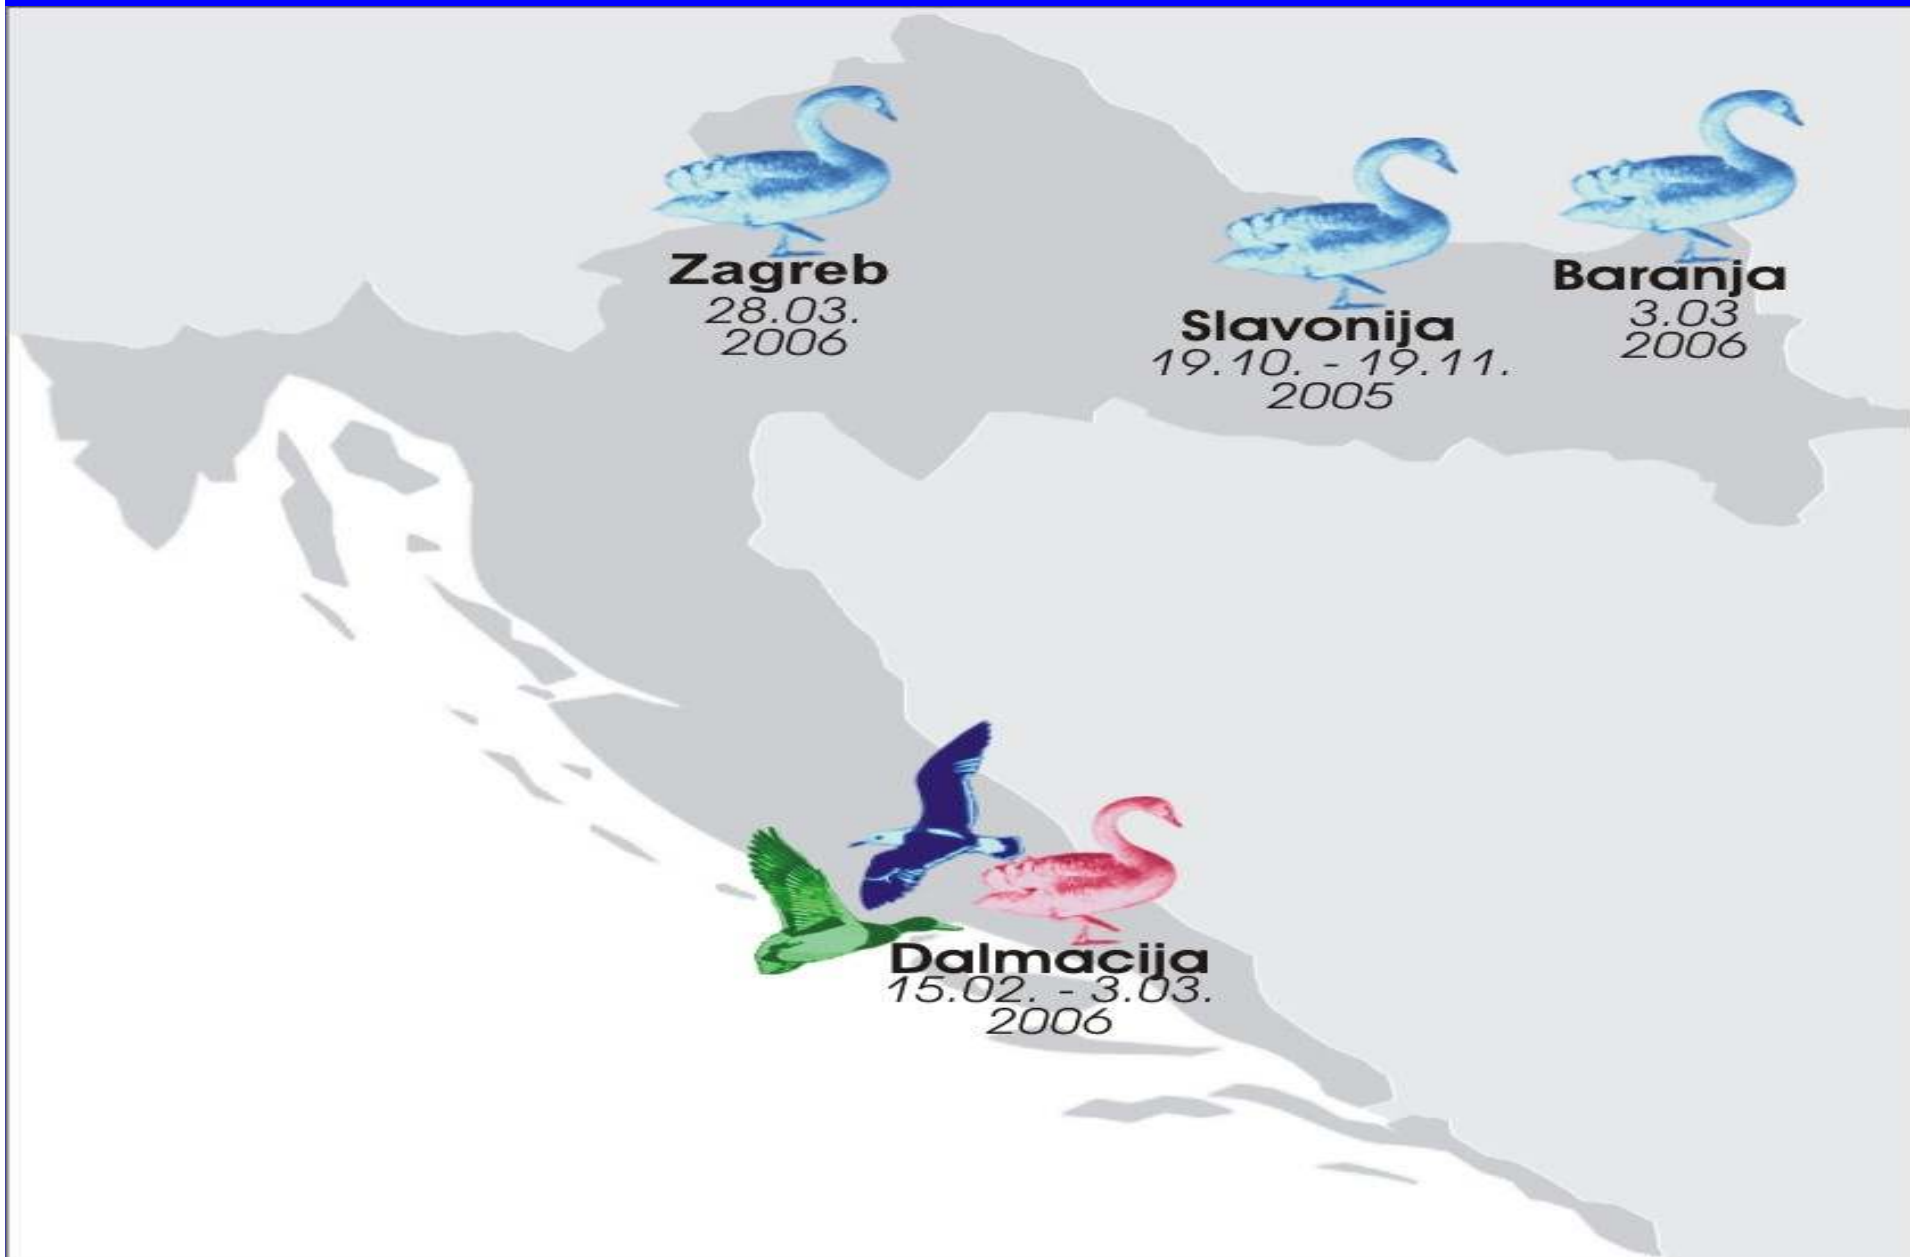 Zagreb
28.03.
2006
Slavonija
19.10. - 19.11.
2005
Baranja
3.03
2006
Dalmacija
15.02. - 3.03.
2006